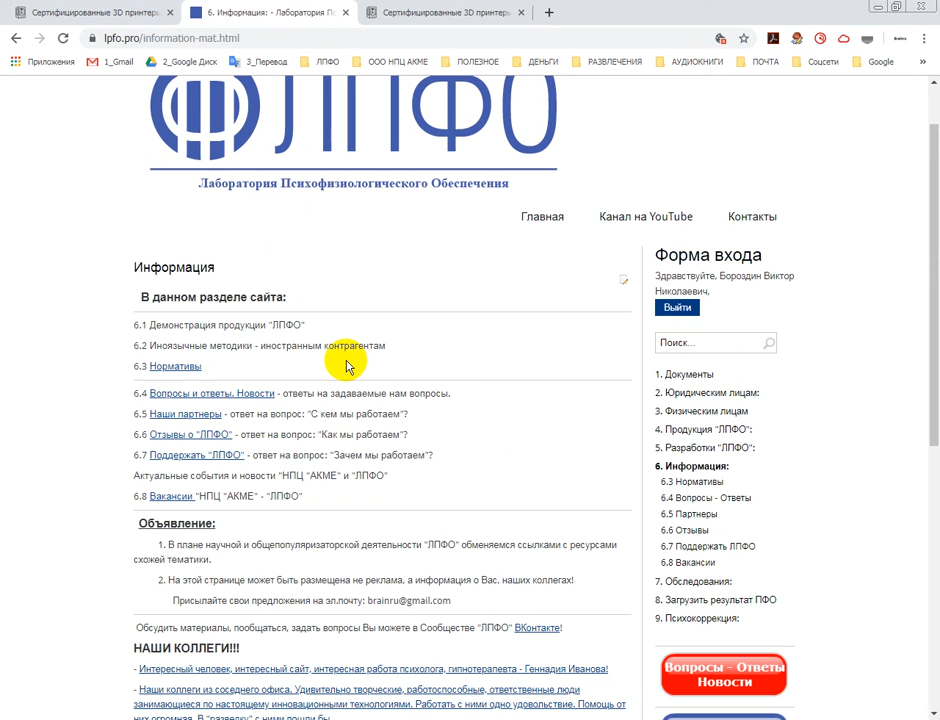 Сертифицированные 3D принтеры
6. Информация: - Лаборатория Пс
Сертифицированные 3D принтеры
lpfo.pro/information-mat.html
Приложения
1_Gmail
2_Google Диск
3_Перевод
ЛПФО
ООО НПЦ АКМЕ
ПОЛЕЗНОЕ
ДЕНЬГИ
РАЗВЛЕЧЕНИЯ
АУДИОКНИГИ
ПОЧТА
Соцсети
Google
»
ЛПФО
Лаборатория Психофизиологического Обеспечения
Главная
Канал на YouTube
Контакты
Информация
В данном разделе сайта:
6.1 Демонстрация продукции "ЛПФО"
6.2 Иноязычные методики - иностранным контрагентам
6.3 Нормативы
6.4 Вопросы и ответы. Новости - ответы на задаваемые нам вопросы.
6.5 Наши партнеры - ответ на вопрос: "С кем мы работаем"?
6.6 Отзывы о "ЛПФО" - ответ на вопрос: "Как мы работаем"?
6.7 Поддержать "ЛПФО" - ответ на вопрос: "Зачем мы работаем"?
Актуальные события и новости "НПЦ "АКМЕ" и "ЛПФО"
6.8 Вакансии "НПЦ "АКМЕ" - "ЛПФО"
Объявление:
1. В плане научной и общепопуляризаторской деятельности "ЛПФО" обменяемся ссылками с ресурсами
схожей тематики.
2. На этой странице может быть размещена не реклама, а информация о Вас, наших коллегах!
Присылайте свои предложения на эл.почту: brainru@gmail.com
Обсудить материалы, пообщаться, задать вопросы Вы можете в Сообществе "ЛПФО" ВКонтакте!
НАШИ КОЛЛЕГИ!!!
- Интересный человек, интересный сайт, интересная работа психолога, гипнотерапевта - Геннадия Иванова!
- Наши коллеги из соседнего офиса. Удивительно творческие, работоспособные, ответственные люди
занимающиеся по настоящему инновационными технологиями. Работать с ними одно удовольствие. Помощь от
них огромная. В "разведку" с ними пошли бы.
Форма входа
Здравствуйте, Бороздин Виктор
Николаевич,
Выйти
Поиск...
1. Документы
2. Юридическим лицам:
3. Физическим лицам
4. Продукция "ЛПФО":
5. Разработки "ЛПФО":
6. Информация:
6.3 Нормативы
6.4 Вопросы - Ответы
6.5 Партнеры
6.6 Отзывы
6.7 Поддержать ЛПФО
6.8 Вакансии
7. Обследования:
8. Загрузить результат ПФО
9. Психокоррекция:
Вопросы - Ответы
Новости